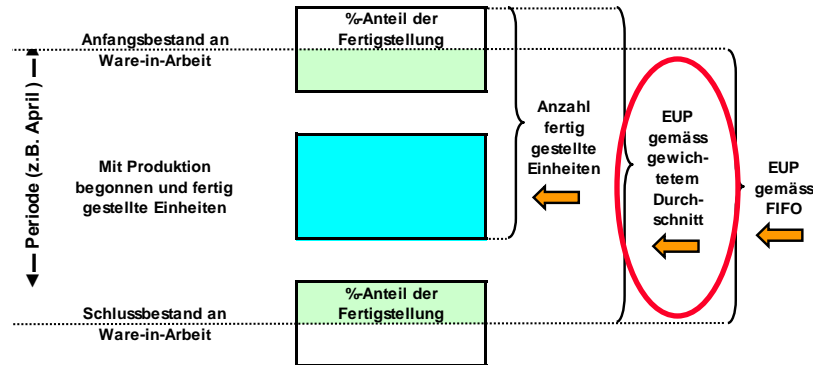 %-Anteil der
Fertigstellung
Anfangsbestand an
Ware-in-Arbeit
Periode (z.B. April )
Mit Produktion
begonnen und fertig
gestellte Einheiten
Anzahl
fertig
gestellte
Einheiten
EUP
gemäss
gewich-
tetem
Durch-
schnitt
EUP
gemäss
FIFO
%-Anteil der
Fertigstellung
Schlussbestand an
Ware-in-Arbeit